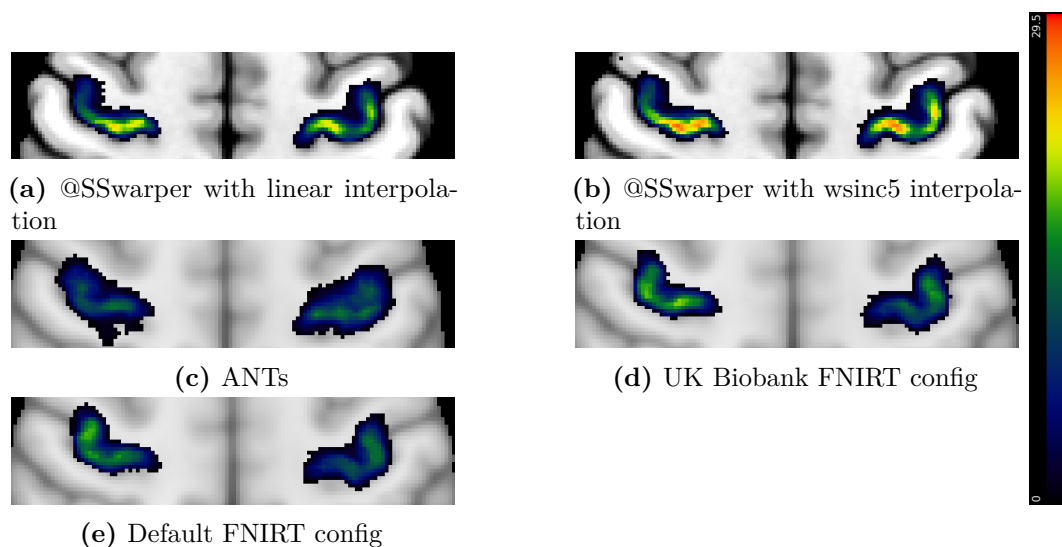 29.5
(a) @SSwarper with linear interpola-
tion
(b) @SSwarper with wsinc5 interpola-
tion
(c) ANTs
(d) UK Biobank FNIRT config
(e) Default FNIRT config
0